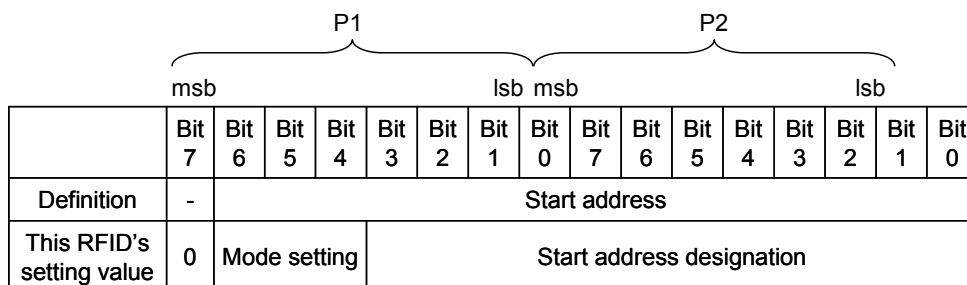 P1 P2
msb lsb msb lsb
Bit 7 Bit 6 Bit 5 Bit 4 Bit 3 Bit 2 Bit 1 Bit 0 Bit 7 Bit 6 Bit 5 Bit 4 Bit 3 Bit 2 Bit 1 Bit 0
Definition - Start address
This RFID's setting value 0 Mode setting Start address designation